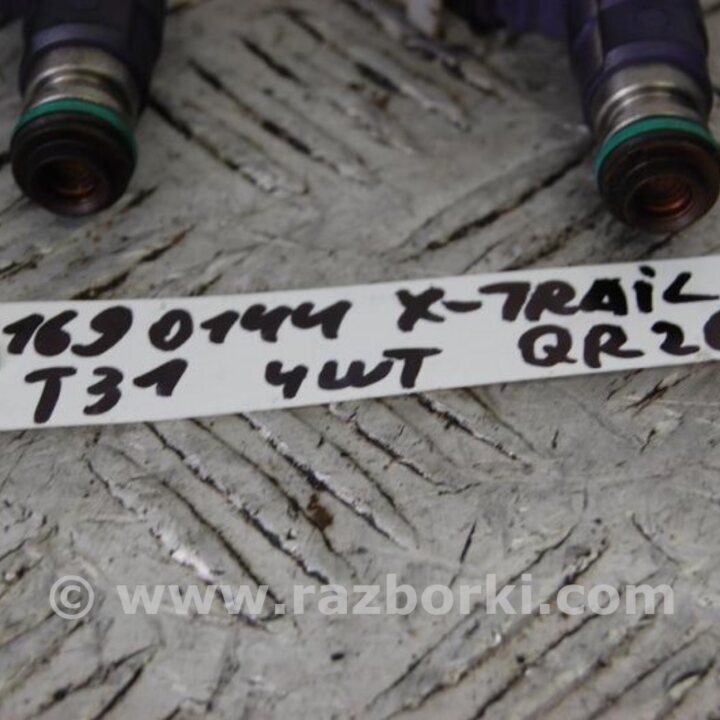 1690144 X-TRAIL
T31 4WT QR2
© www.razborki.com